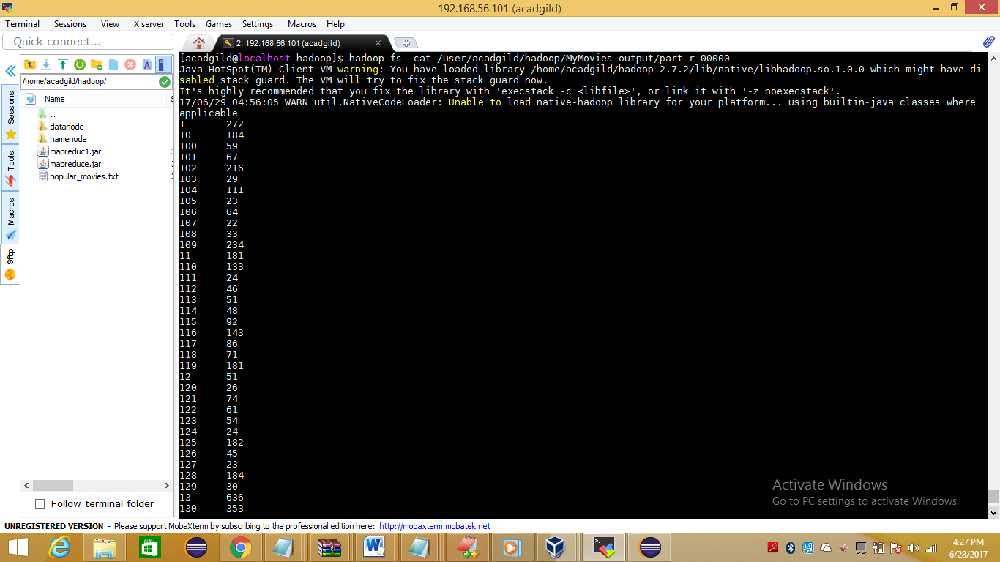 192.168.56.101 (acadgild)
Terminal Sessions View X server Tools Games Settings Macros Help
Quick connect...
2. 192.168.56.101 (acadgild)
/home/acadgild/hadoop/
Name S
..
datanode
namenode
mapreduc1.jar
mapreduce.jar
popular_movies.txt
Sessions
Tools
Macros
Sftp
Follow terminal folder
[acadgild@localhost hadoop]$ hadoop fs -cat /user/acadgild/hadoop/MyMovies-output/part-r-00000
Java HotSpot(TM) Client VM warning: You have loaded library /home/acadgild/hadoop-2.7.2/lib/native/libhadoop.so.1.0.0 which might have di
sabled stack guard. The VM will try to fix the stack guard now.
It's highly recommended that you fix the library with 'execstack -c <libfile>', or link it with '-z noexecstack'.
17/06/29 04:56:05 WARN util.NativeCodeLoader: Unable to load native-hadoop library for your platform... using builtin-java classes where
applicable
1 272
10 184
100 59
101 67
102 216
103 29
104 111
105 23
106 64
107 22
108 33
109 234
11 181
110 133
111 24
112 46
113 51
114 48
115 92
116 143
117 86
118 71
119 181
12 51
120 26
121 74
122 61
123 54
124 24
125 182
126 45
127 23
128 184
129 30
13 636
130 353
Activate Windows
Go to PC settings to activate Windows.
UNREGISTERED VERSION - Please support MobaXterm by subscribing to the professional edition here: http://mobaxterm.mobatek.net
4:27 PM
6/28/2017